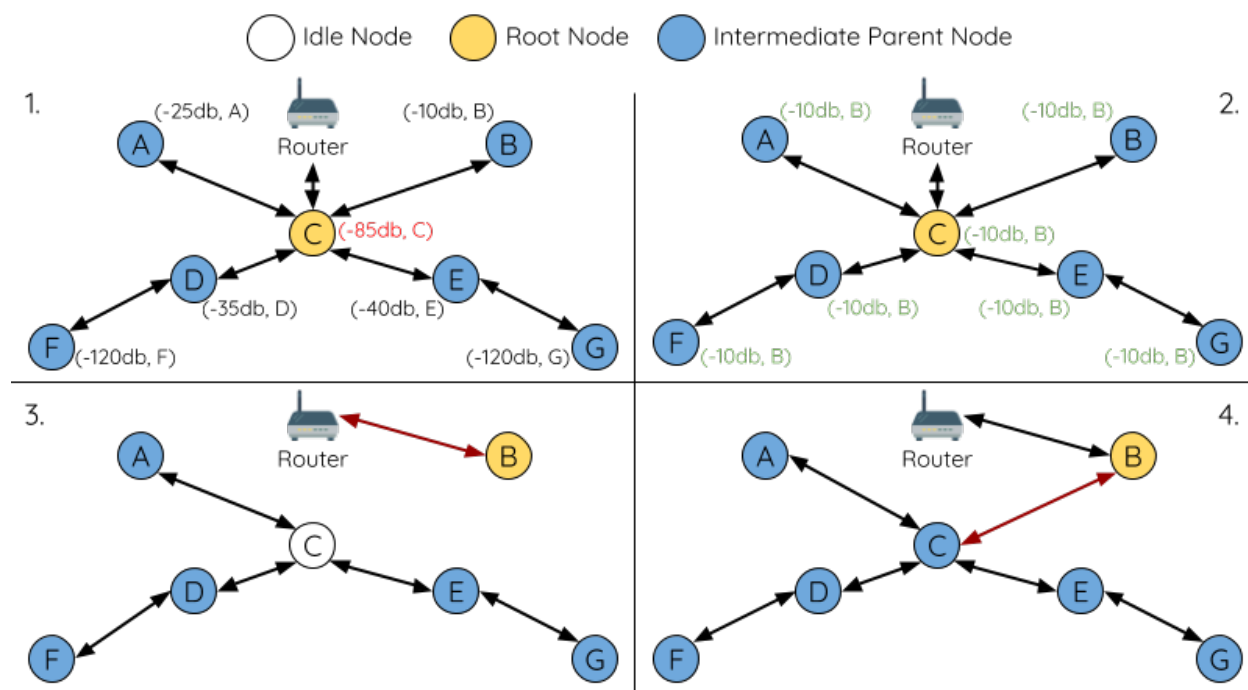 Idle Node
Root Node
Intermediate Parent Node
1.
(-25db, A)
(-10db, B)
A
Router
B
C
(-85db, C)
D
E
(-35db, D)
(-40db, E)
F
(-120db, F)
(-120db, G)
G
2.
(-10db, B)
(-10db, B)
A
Router
B
C
(-10db, B)
D
E
(-10db, B)
(-10db, B)
F
(-10db, B)
(-10db, B)
G
3.
A
Router
B
C
D
E
F
G
4.
A
Router
B
C
D
E
F
G